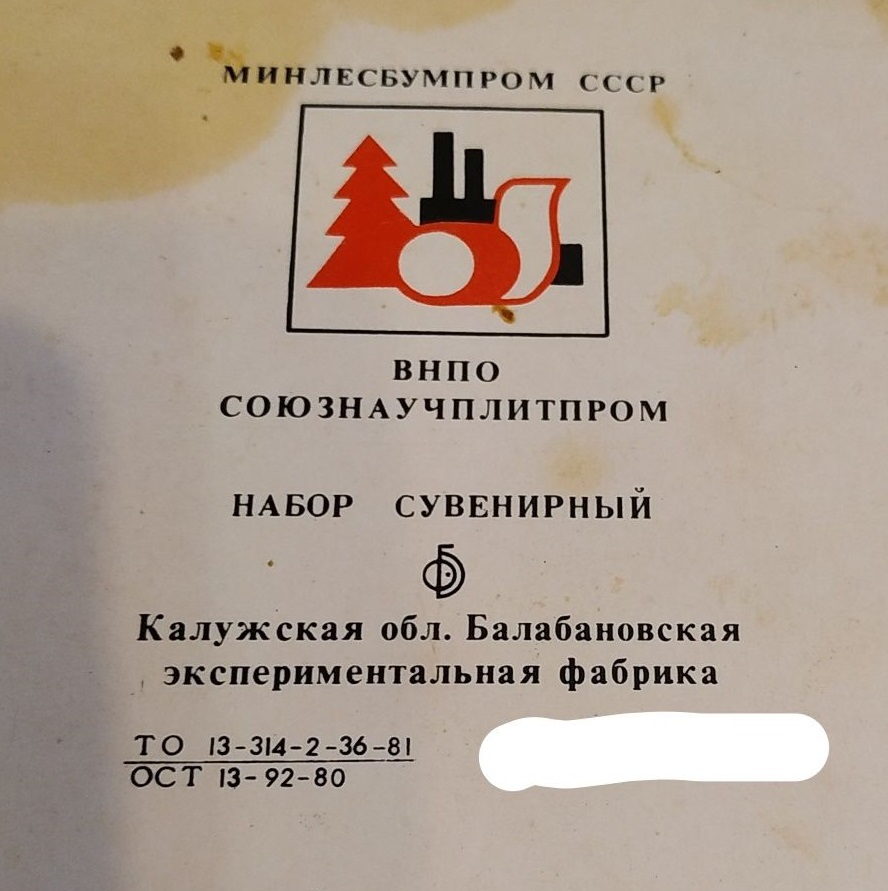 МИНЛЕСБУМПРОМ СССР
ВНПО
СОЮЗНАУЧПЛИТПРОМ
НАБОР СУВЕНИРНЫЙ
Калужская обл. Балабановская
экспериментальная фабрика
ТО 13-314-2-36-81
ОСТ 13-92-80